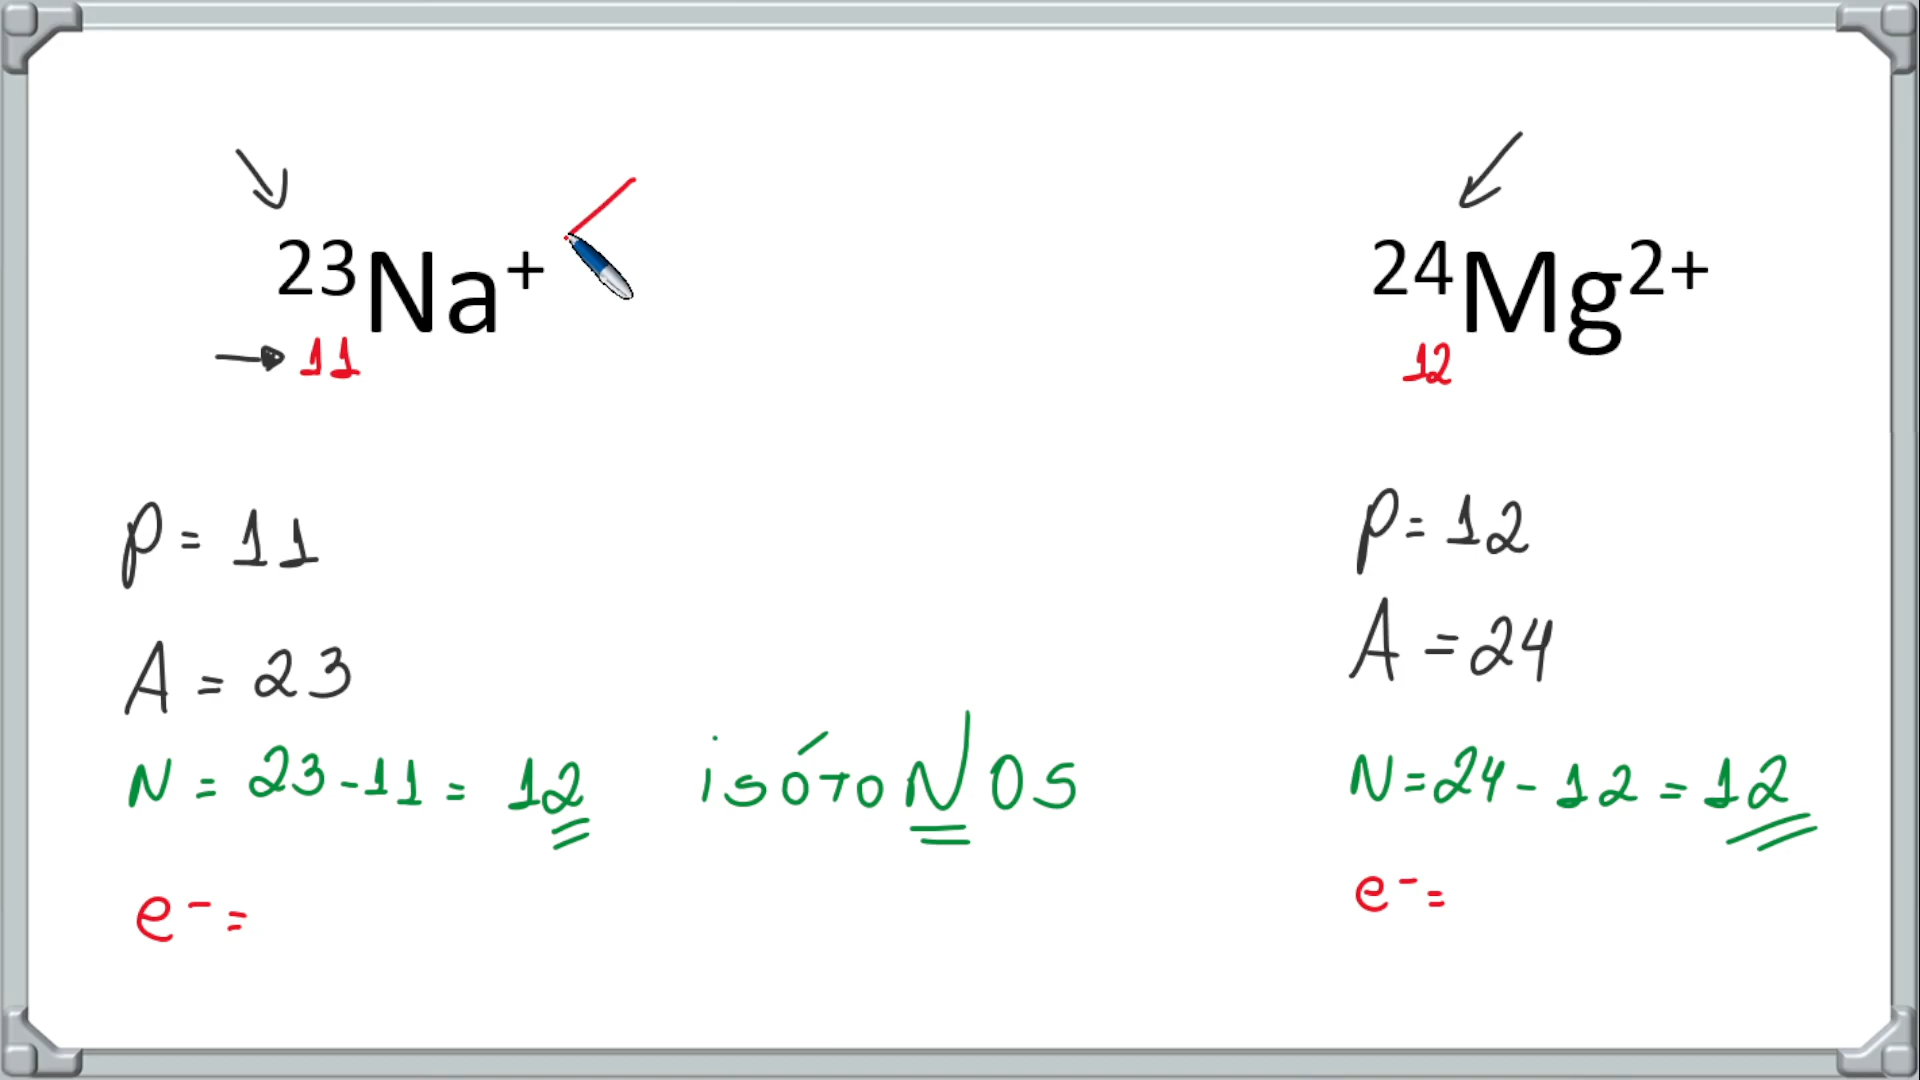 ²³Na⁺
11
²⁴Mg²⁺
12
P = 11
A = 23
N = 23 - 11 = 12
e⁻ =
isótoNOS
P = 12
A = 24
N = 24 - 12 = 12
e⁻ =